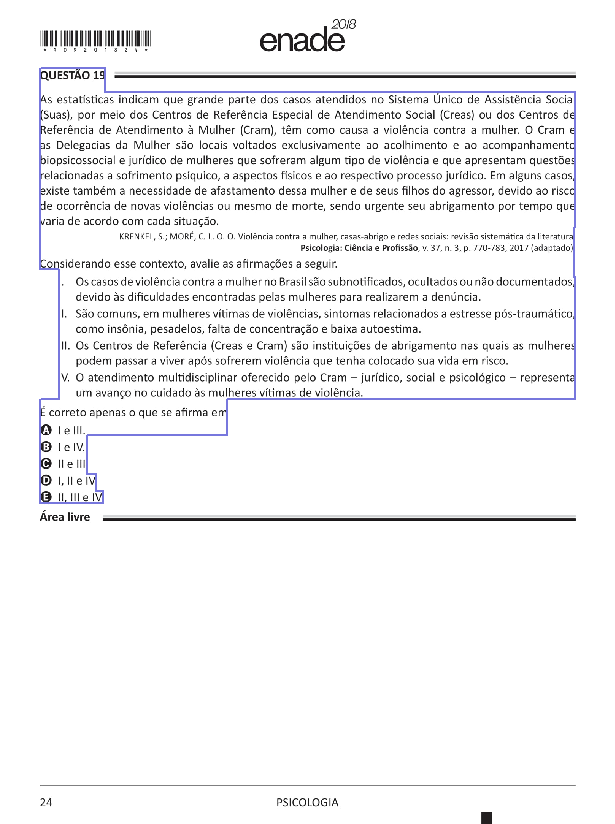 *R0920182 4*
enade2018
QUESTÃO 19
As estatísticas indicam que grande parte dos casos atendidos no Sistema Único de Assistência Social
(Suas), por meio dos Centros de Referência Especial de Atendimento Social (Creas) ou dos Centros de
Referência de Atendimento à Mulher (Cram), têm como causa a violência contra a mulher. O Cram e
as Delegacias da Mulher são locais voltados exclusivamente ao acolhimento e ao acompanhamento
biopsicossocial e jurídico de mulheres que sofreram algum tipo de violência e que apresentam questões
relacionadas a sofrimento psíquico, a aspectos físicos e ao respectivo processo jurídico. Em alguns casos,
existe também a necessidade de afastamento dessa mulher e de seus filhos do agressor, devido ao risco
de ocorrência de novas violências ou mesmo de morte, sendo urgente seu abrigamento por tempo que
varia de acordo com cada situação.
KRENKEL, S.; MORÉ, C. L. O. O. Violência contra a mulher, casas-abrigo e redes sociais: revisão sistemática da literatura.
Psicologia: Ciência e Profissão, v. 37, n. 3, p. 770-783, 2017 (adaptado).
Considerando esse contexto, avalie as afirmações a seguir.
I. Os casos de violência contra a mulher no Brasil são subnotificados, ocultados ou não documentados,
devido às dificuldades encontradas pelas mulheres para realizarem a denúncia.
II. São comuns, em mulheres vítimas de violências, sintomas relacionados a estresse pós-traumático,
como insônia, pesadelos, falta de concentração e baixa autoestima.
III. Os Centros de Referência (Creas e Cram) são instituições de abrigamento nas quais as mulheres
podem passar a viver após sofrerem violência que tenha colocado sua vida em risco.
IV. O atendimento multidisciplinar oferecido pelo Cram – jurídico, social e psicológico – representa
um avanço no cuidado às mulheres vítimas de violência.
É correto apenas o que se afirma em
A I e III.
B I e IV.
C II e III.
D I, II e IV.
E II, III e IV.
Área livre
24
PSICOLOGIA